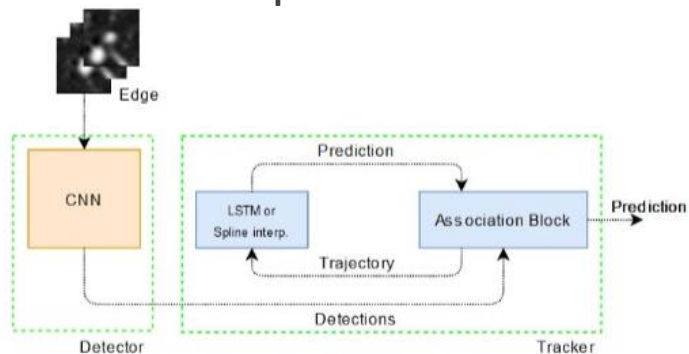 Edge
Prediction
CNN
LSTM or
Spline interp.
Association Block
Prediction
Trajectory
Detections
Detector
Tracker